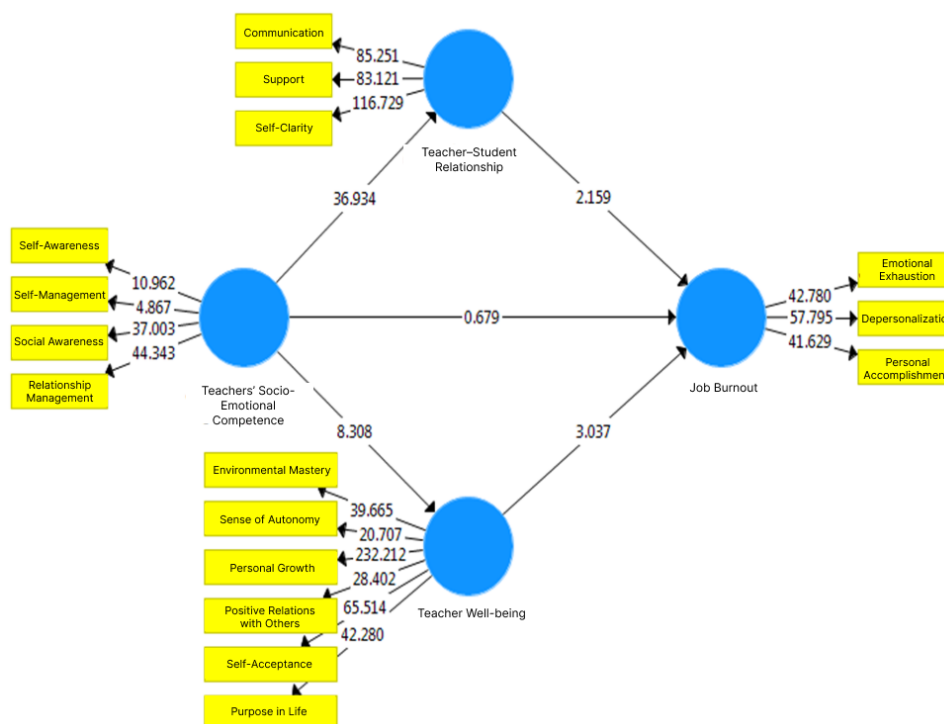 Communication
85.251
Support
83.121
116.729
Self-Clarity
Teacher–Student
Relationship
36.934
2.159
Self-Awareness
10.962
Self-Management
4.867
Social Awareness
37.003
44.343
Relationship
Management
Teachers' Socio-
Emotional
Competence
0.679
Emotional
Exhaustion
42.780
57.795
Depersonalizatio
41.629
Personal
Accomplishmen
Job Burnout
8.308
3.037
Environmental Mastery
39.665
Sense of Autonomy
20.707
232.212
Personal Growth
28.402
Positive Relations
with Others
65.514
42.280
Teacher Well-being
Self-Acceptance
Purpose in Life